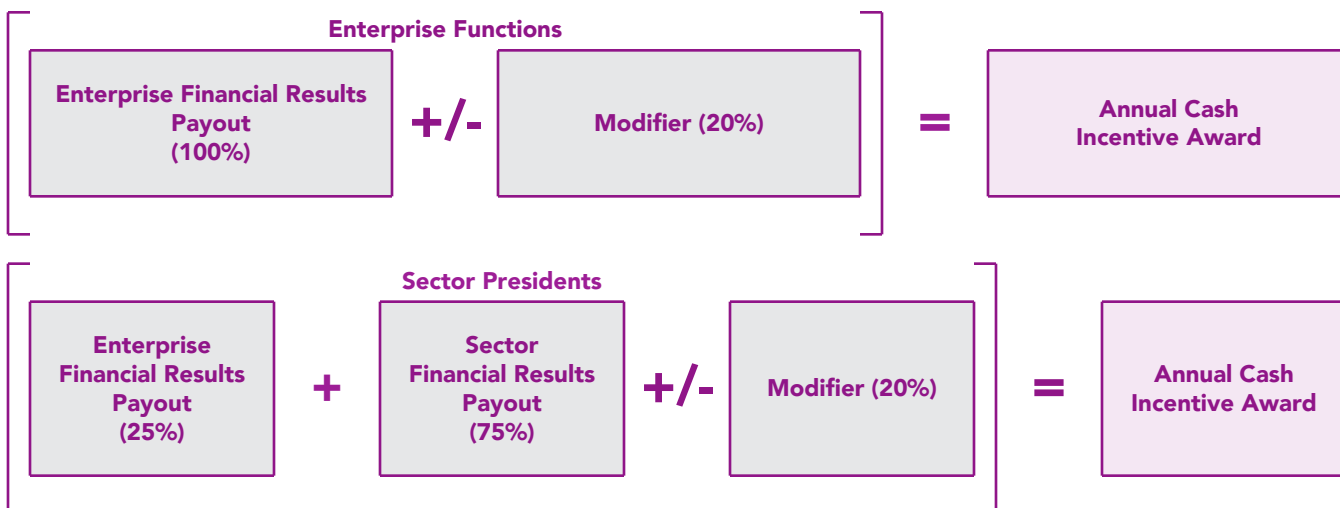 Enterprise Functions
Enterprise Financial Results
Payout
(100%)
+/-
Modifier (20%)
=
Annual Cash
Incentive Award
Sector Presidents
Enterprise
Financial Results
Payout
(25%)
+
Sector
Financial Results
Payout
(75%)
+/-
Modifier (20%)
=
Annual Cash
Incentive Award